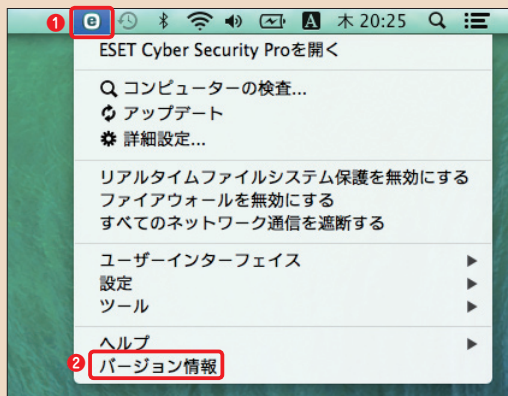 ❶ e A 木 20:25
ESET Cyber Security Proを開く
コンピューターの検査...
アップデート
詳細設定...
リアルタイムファイルシステム保護を無効にする
ファイアウォールを無効にする
すべてのネットワーク通信を遮断する
ユーザーインターフェイス
設定
ツール
ヘルプ
❷ バージョン情報